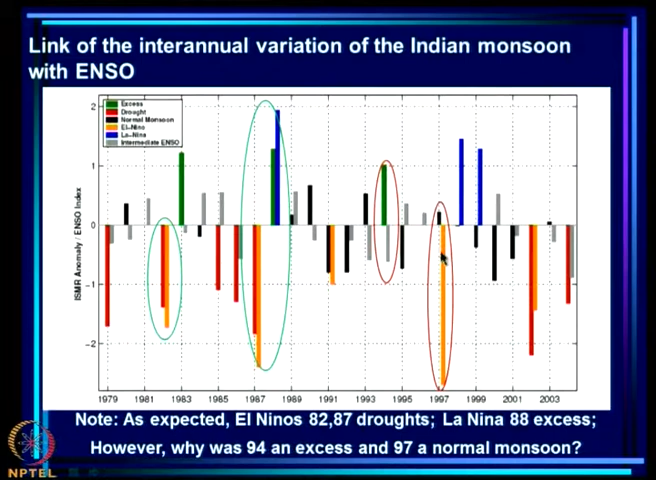 Link of the interannual variation of the Indian monsoon
with ENSO
Excess
Drought
Normal Monsoon
El-Nino
La-Nina
Intermediate ENSO
ISMR Anomaly / ENSO Index
2
1
0
-1
-2
1979 1981 1983 1985 1987 1989 1991 1993 1995 1997 1999 2001 2003
Note: As expected, El Ninos 82,87 droughts; La Nina 88 excess;
However, why was 94 an excess and 97 a normal monsoon?
NPTEL